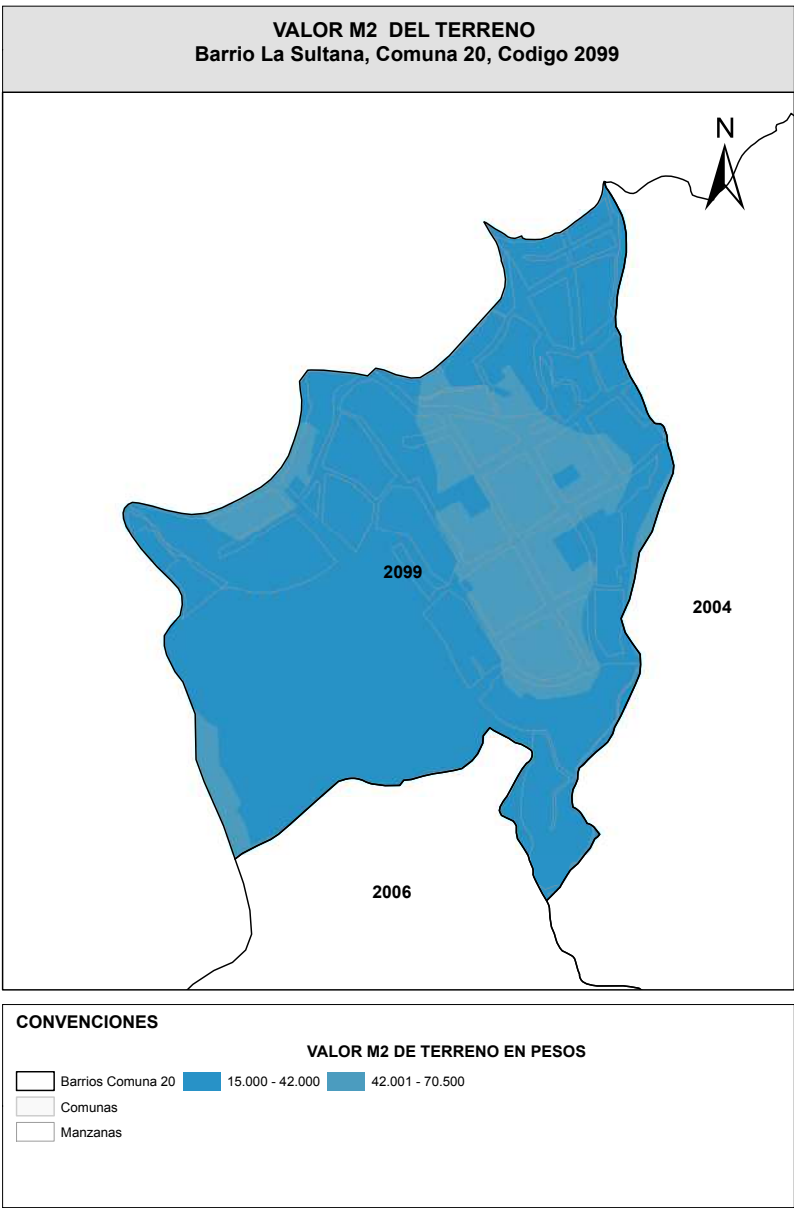 VALOR M2 DEL TERRENO
Barrio La Sultana, Comuna 20, Codigo 2099
N
2099
2004
2006
CONVENCIONES
VALOR M2 DE TERRENO EN PESOS
Barrios Comuna 20 15.000 - 42.000 42.001 - 70.500
Comunas
Manzanas